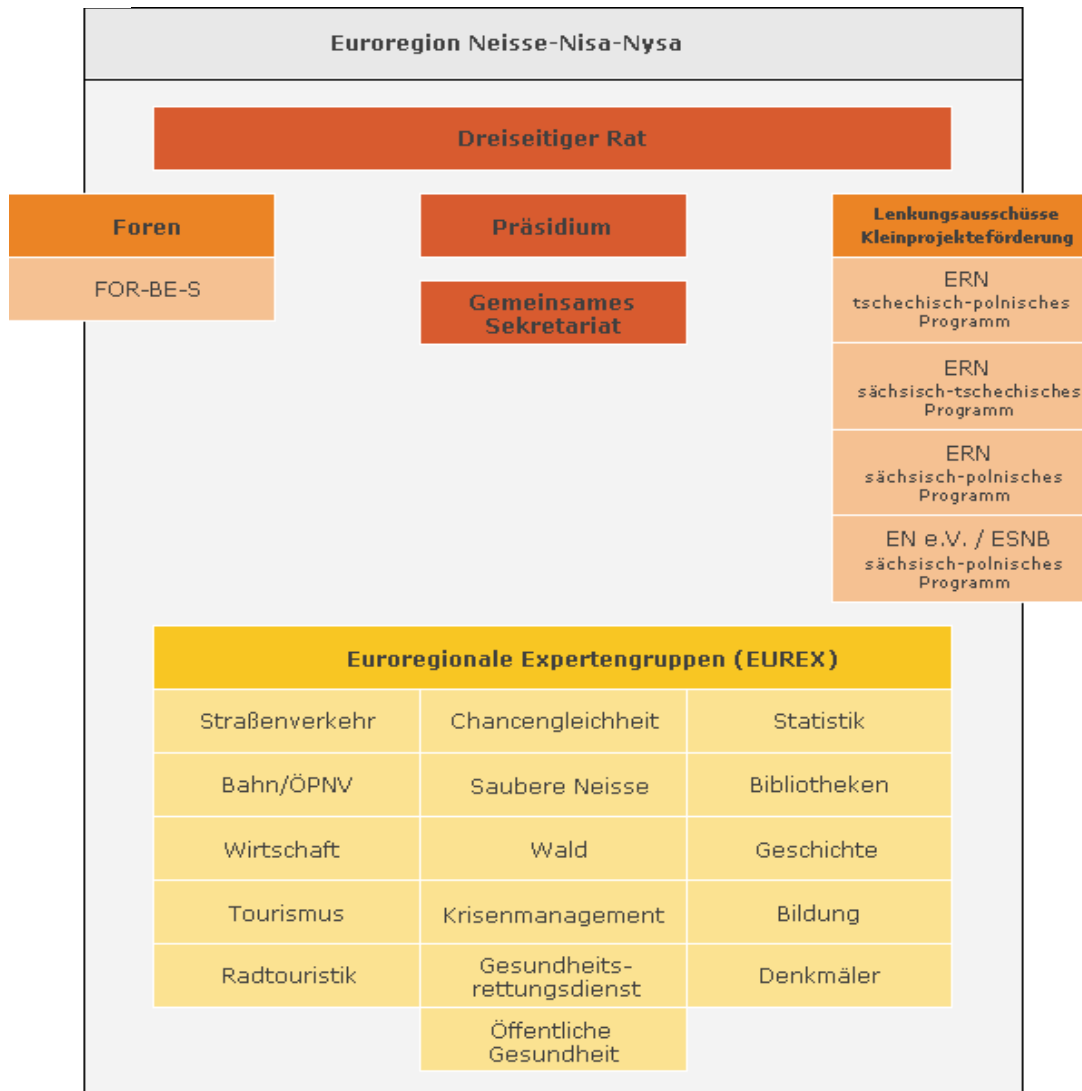 Euroregion Neisse-Nisa-Nysa
Dreiseitiger Rat
Foren
FOR-BE-S
Präsidium
Gemeinsames
Sekretariat
Lenkungsausschüsse
Kleinprojekteförderung
ERN
tschechisch-polnisches
Programm
ERN
sächsisch-tschechisches
Programm
ERN
sächsisch-polnisches
Programm
EN e.V. / ESNB
sächsisch-polnisches
Programm
Euroregionale Expertengruppen (EUREX)
Straßenverkehr
Chancengleichheit
Statistik
Bahn/ÖPNV
Saubere Neisse
Bibliotheken
Wirtschaft
Wald
Geschichte
Tourismus
Krisenmanagement
Bildung
Radtouristik
Gesundheits-
rettungsdienst
Denkmäler
Öffentliche
Gesundheit